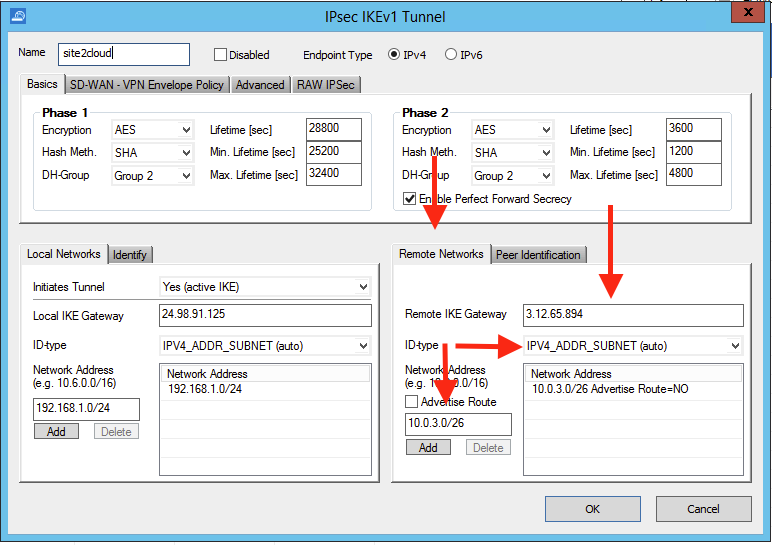 IPsec IKEv1 Tunnel
x
Name site2cloud Disabled Endpoint Type IPv4 IPv6
Basics SD-WAN - VPN Envelope Policy Advanced RAW IPSec
Phase 1
Encryption AES Lifetime [sec] 28800
Hash Meth. SHA Min. Lifetime [sec] 25200
DH-Group Group 2 Max. Lifetime [sec] 32400
Phase 2
Encryption AES Lifetime [sec] 3600
Hash Meth. SHA Min. Lifetime [sec] 1200
DH-Group Group 2 Max. Lifetime [sec] 4800
Enable Perfect Forward Secrecy
Local Networks Identify
Initiates Tunnel Yes (active IKE)
Local IKE Gateway 24.98.91.125
ID-type IPV4_ADDR_SUBNET (auto)
Network Address
(e.g. 10.6.0.0/16)
192.168.1.0/24
Add Delete
Network Address
192.168.1.0/24
Remote Networks Peer Identification
Remote IKE Gateway 3.12.65.894
ID-type IPV4_ADDR_SUBNET (auto)
Network Address
(e.g. 10.6.0.0/16)
Advertise Route
10.0.3.0/26
Add Delete
Network Address
10.0.3.0/26 Advertise Route=NO
OK Cancel